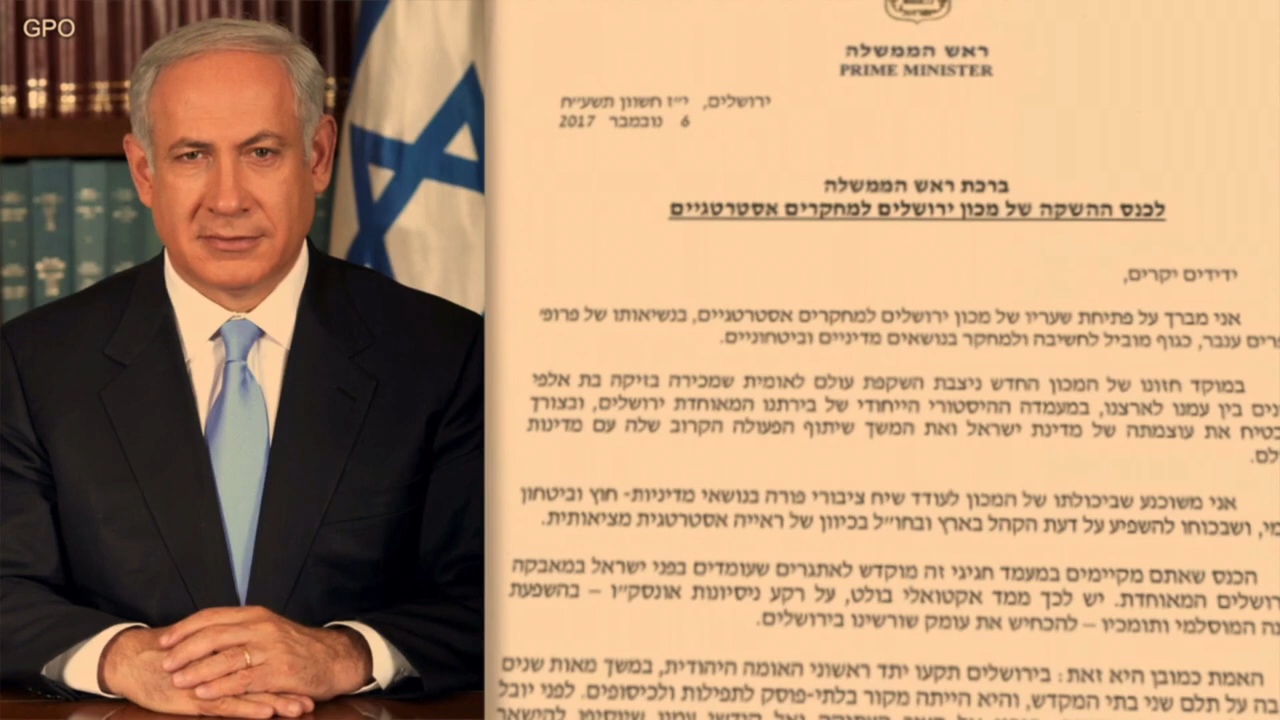 GPO
ראש הממשלה
PRIME MINISTER
ירושלים, י״ז חשוון תשע״ח
6 נובמבר 2017
ברכת ראש הממשלה
לכנס ההשקה של מכון ירושלים למחקרים אסטרטגיים
ידידים יקרים,
אני מברך על פתיחת שעריו של מכון ירושלים למחקרים אסטרטגיים, בנשיאותו של פרופ׳
ענבר, כגוף מוביל לחשיבה ולמחקר בנושאים מדיניים וביטחוניים.
במוקד חזונו של המכון החדש ניצבת השקפת עולם לאומית שמכירה בזיקה בת אלפי
בין עמנו לארצנו, במעמדה ההיסטורי הייחודי של בירתנו המאוחדת ירושלים, ובצורך
את עוצמתה של מדינת ישראל ואת המשך שיתוף הפעולה הקרוב שלה עם מדינות
אני משוכנע שביכולתו של המכון לעודד שיח ציבורי פורה בנושאי מדיניות- חוץ וביטחון
ושבכוחו להשפיע על דעת הקהל בארץ ובחו״ל בכיוון של ראייה אסטרטגית מציאותית.
הכנס שאתם מקיימים במעמד חגיגי זה מוקדש לאתגרים שעומדים בפני ישראל במאבקה
המאוחדת. יש לכך ממד אקטואלי בולט, על רקע ניסיונות אונסק״ו – בהשפעת
המוסלמי ותומכיו – להכחיש את עומק שורשינו בירושלים.
האמת כמובן היא זאת: בירושלים תקעו יתד ראשוני האומה היהודית, במשך מאות שנים
על תלם שני בתי המקדש, והיא הייתה מקור בלתי-פוסק לתפילות ולכיסופים. לפני יובל